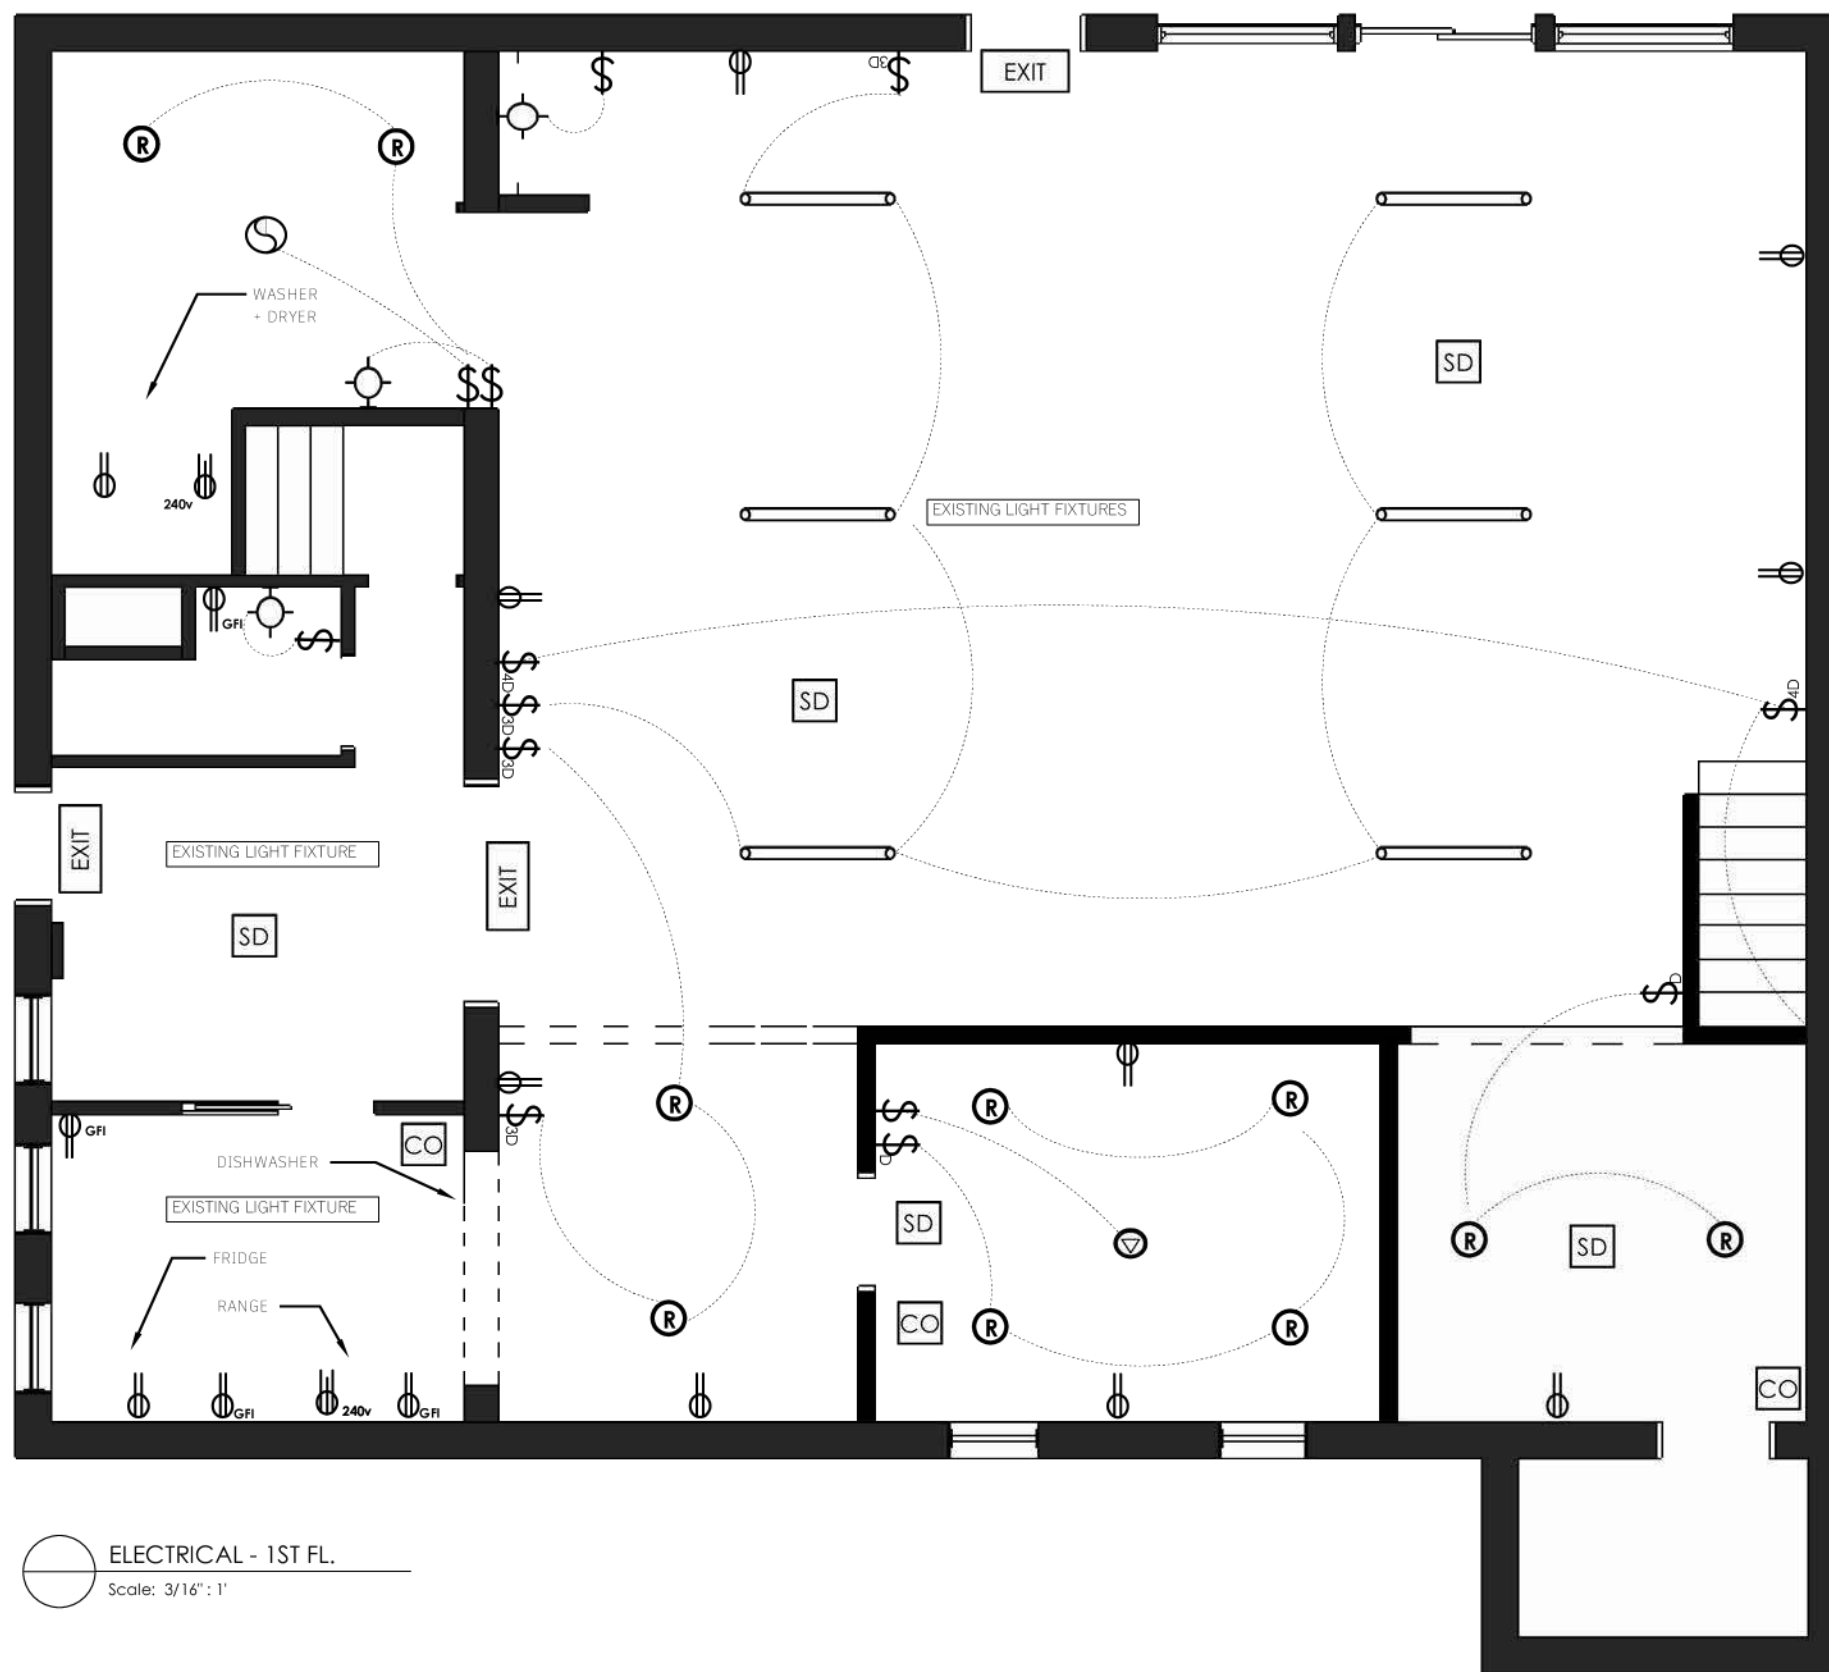 3D
EXIT
R
R
WASHER
+ DRYER
SD
240v
EXISTING LIGHT FIXTURES
GFI
4D
3D
3D
SD
4D
EXIT
EXISTING LIGHT FIXTURE
EXIT
SD
D
GFI
CO
3D
R
R
R
D
DISHWASHER
EXISTING LIGHT FIXTURE
SD
R
SD
R
FRIDGE
RANGE
R
CO
R
R
CO
GFI
240v
GFI
ELECTRICAL - 1ST FL.
Scale: 3/16" : 1'